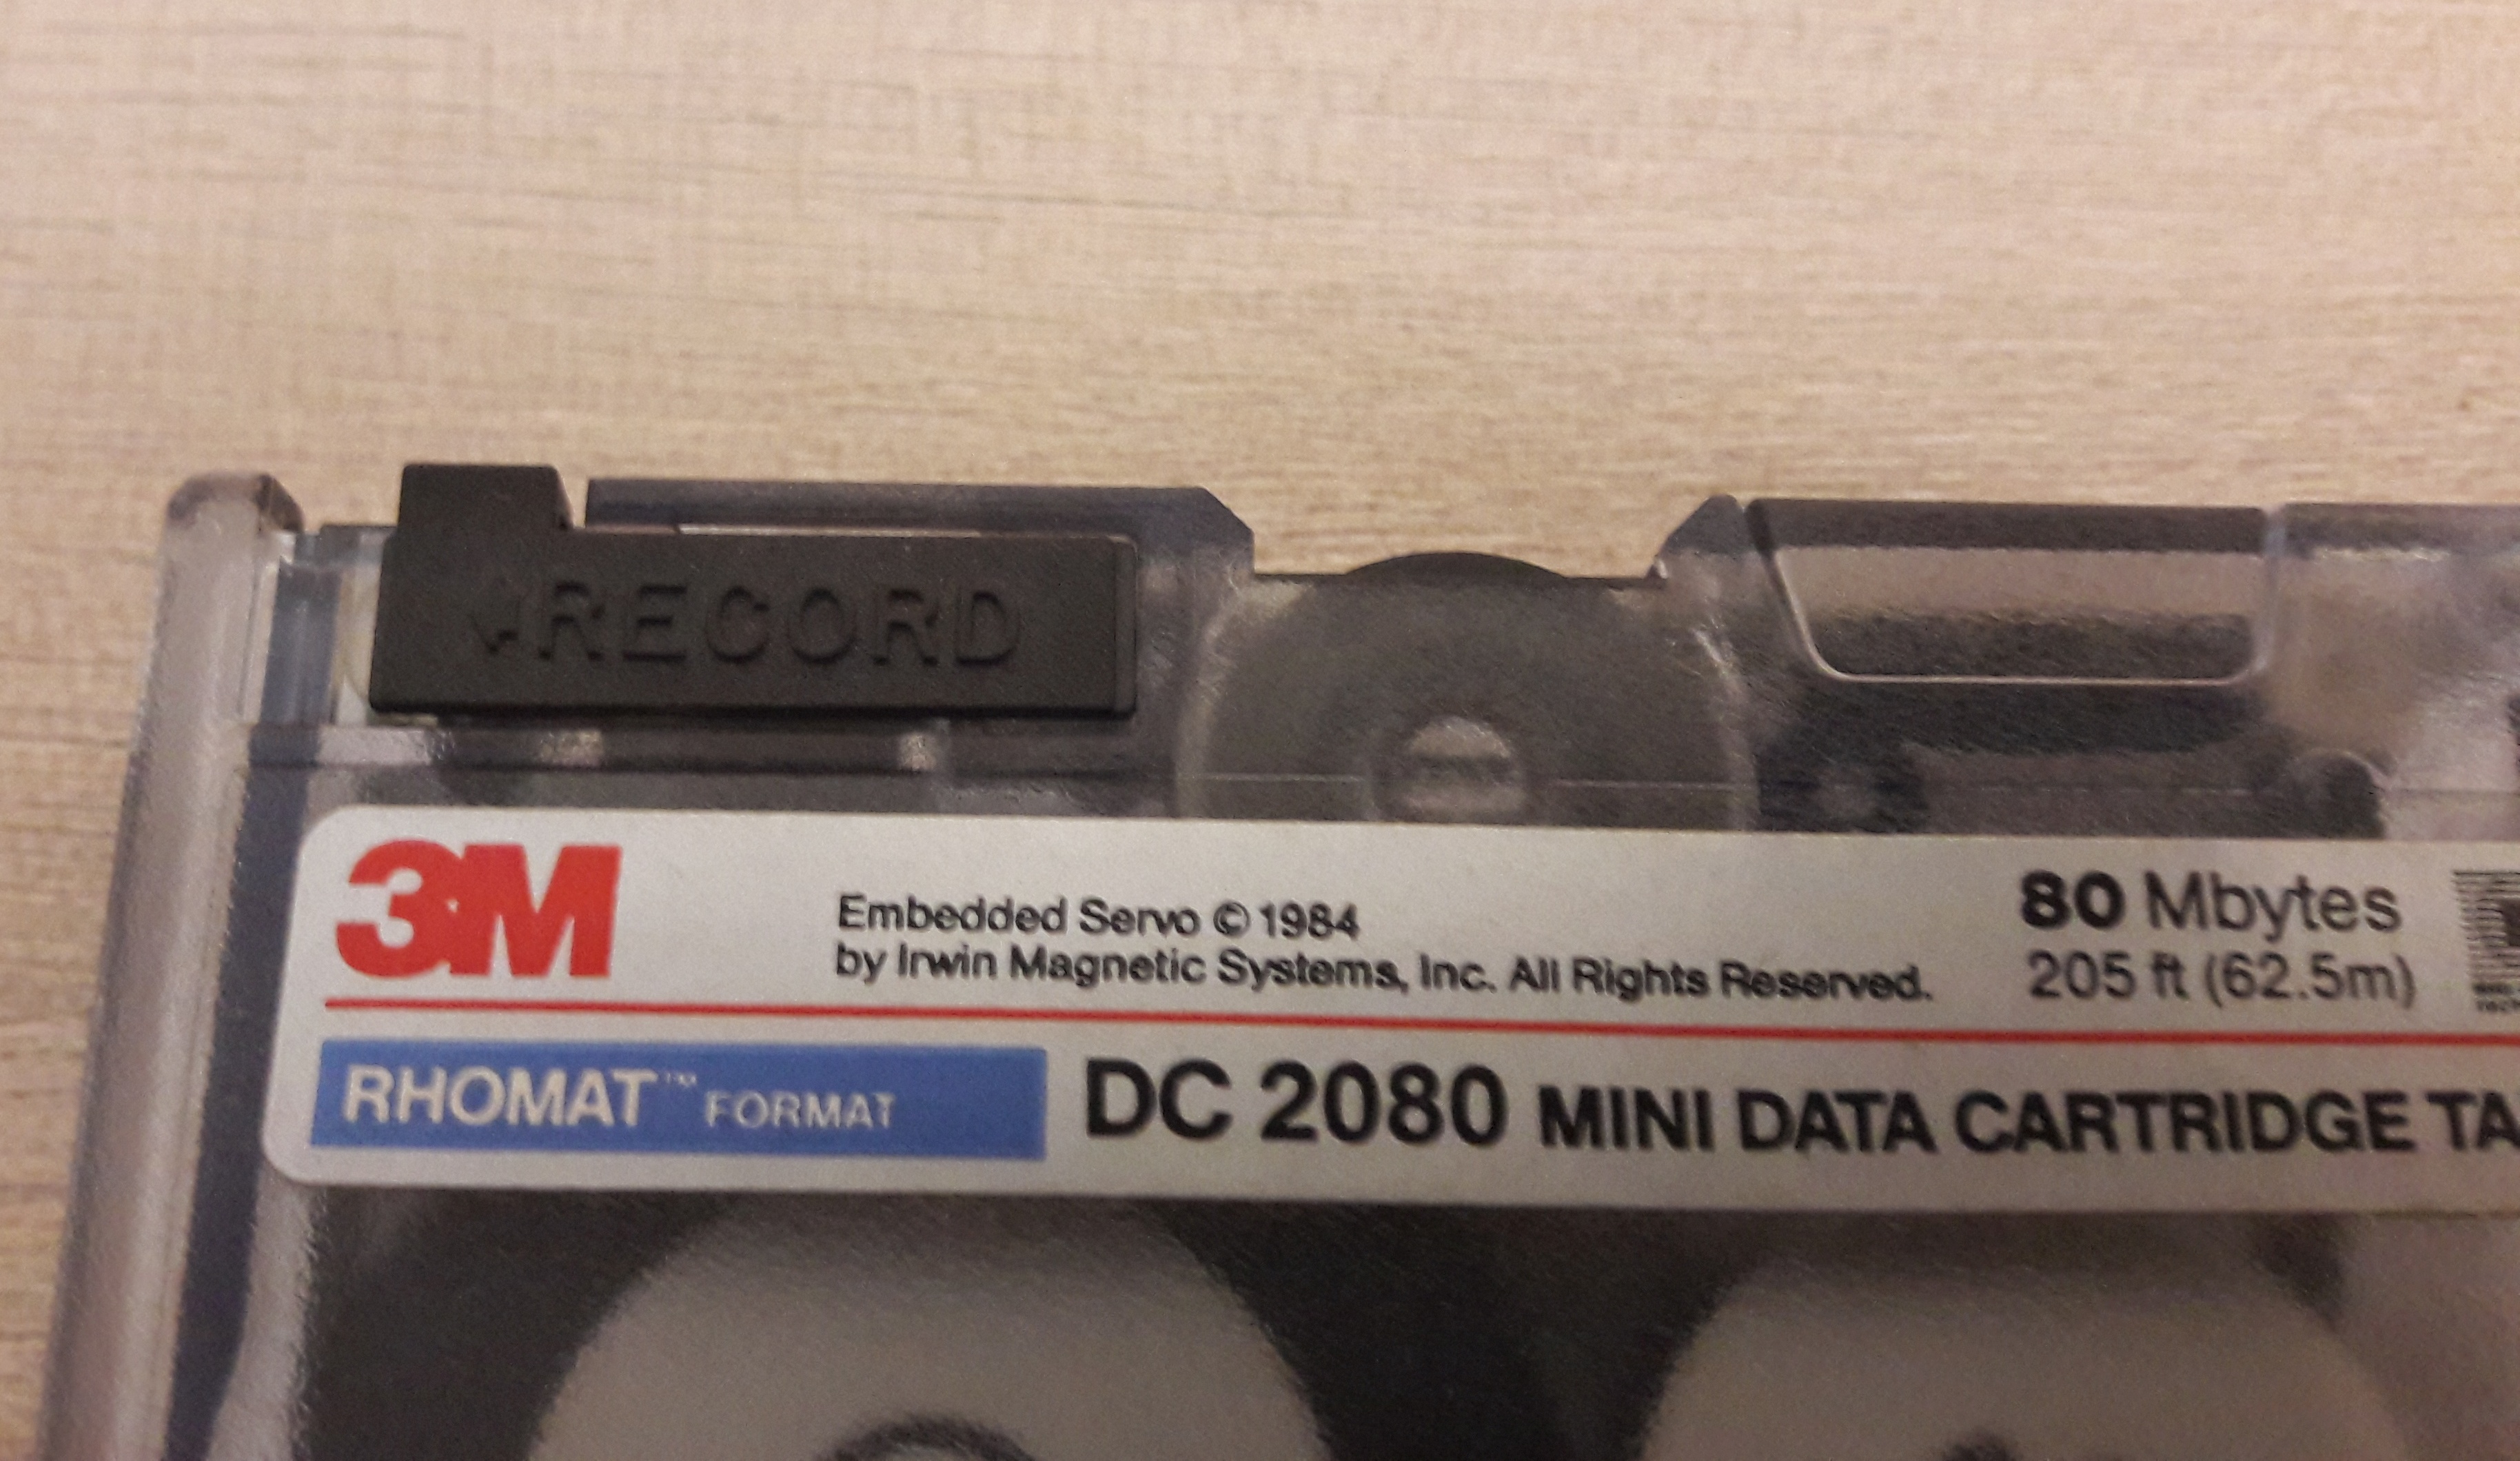 RECORD
3M
Embedded Servo © 1984
by Irwin Magnetic Systems, Inc. All Rights Reserved.
80 Mbytes
205 ft (62.5m)
RHOMAT™ FORMAT
DC 2080 MINI DATA CARTRIDGE TA